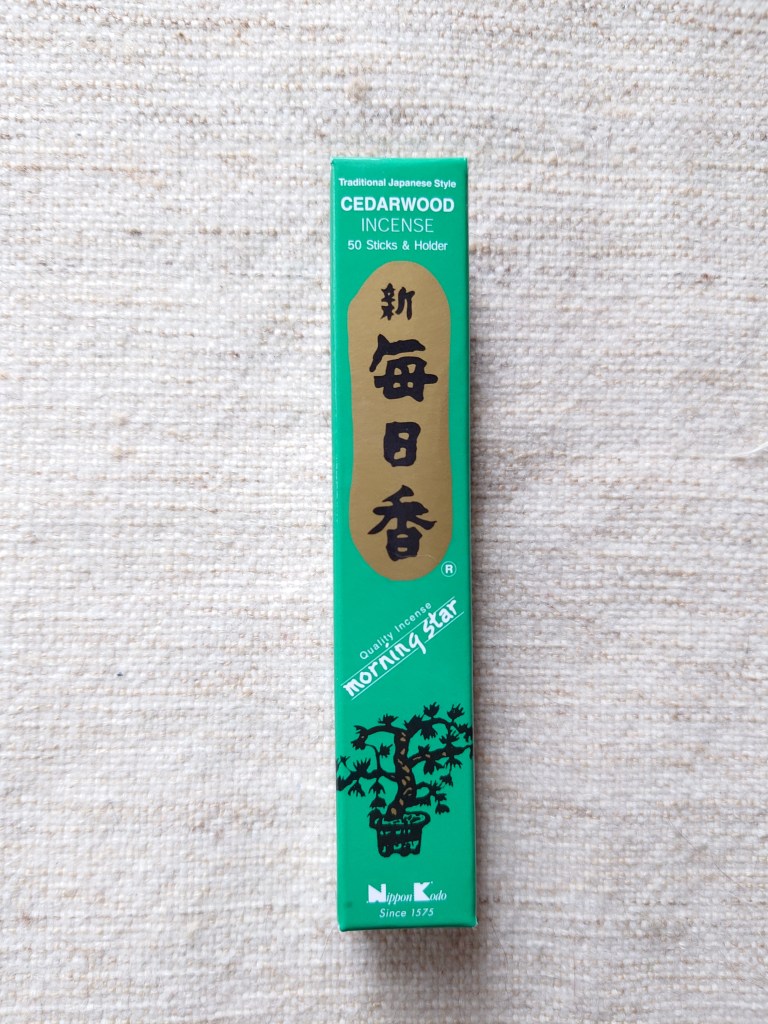 Traditional Japanese Style
CEDARWOOD
INCENSE
50 Sticks & Holder
新
毎
日
香
®
Quality Incense
morning star
Nippon Kodo
Since 1575